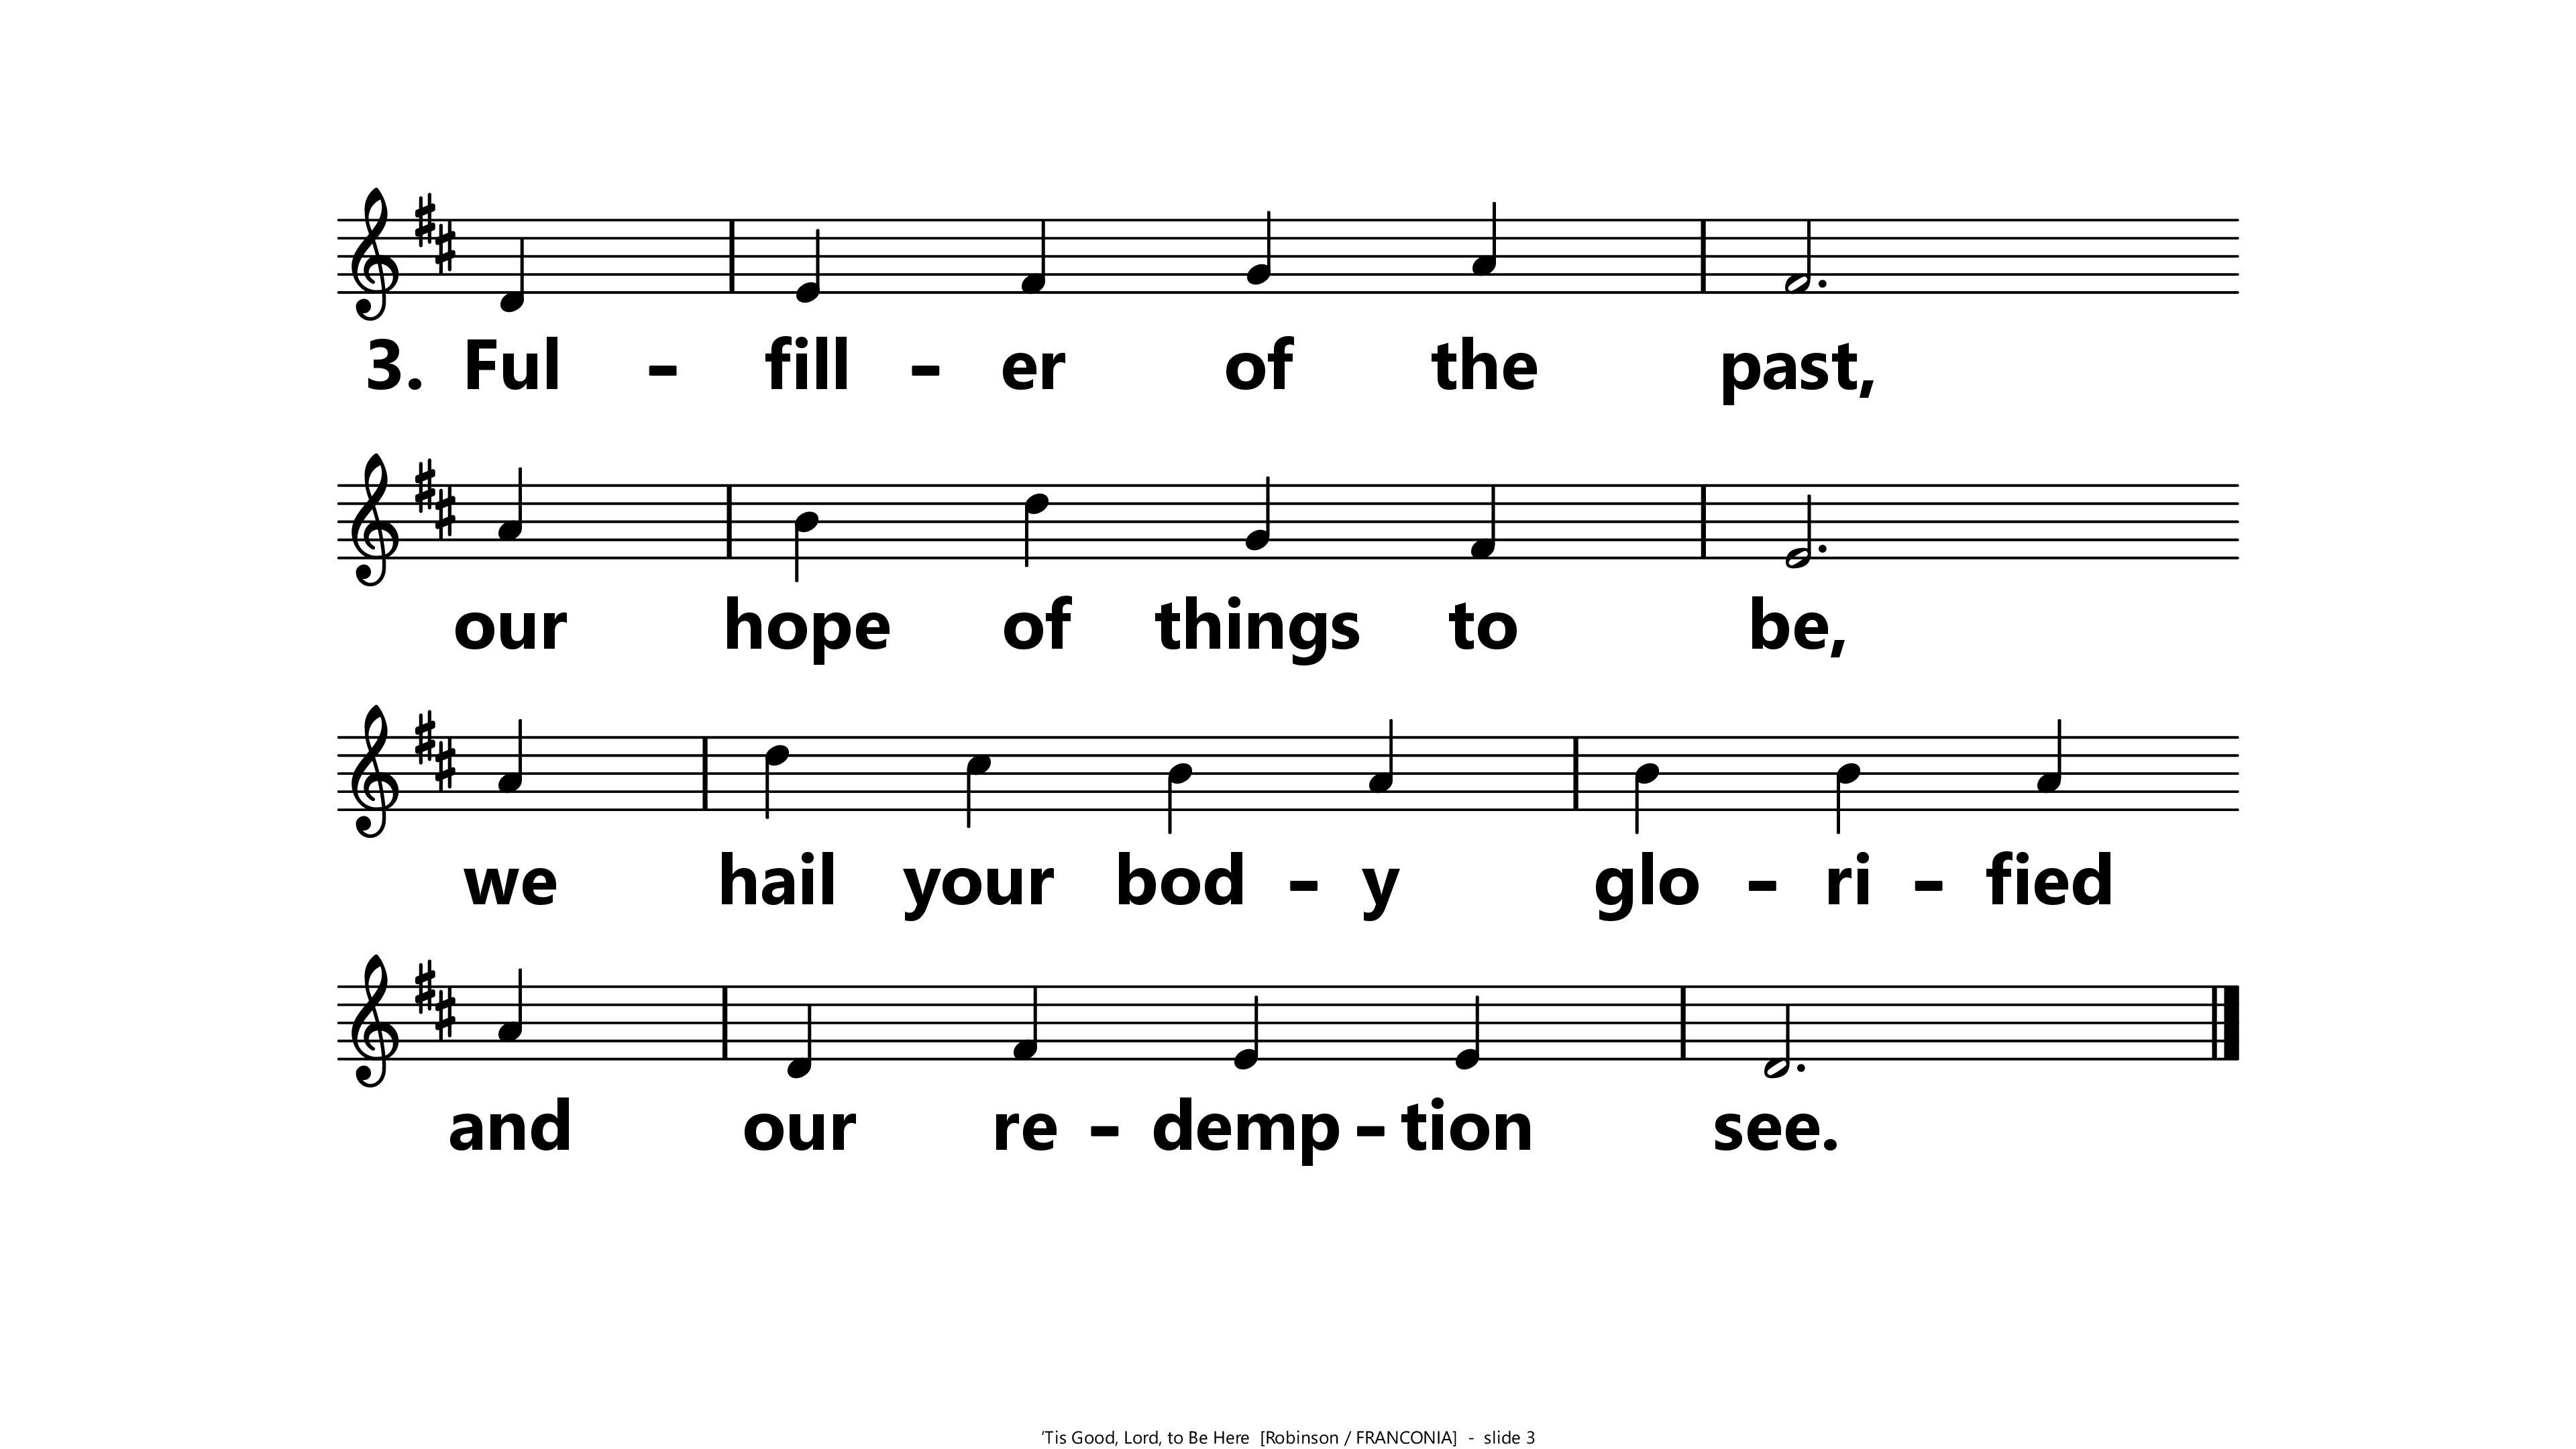 3. Ful - fill - er of the past,
our hope of things to be,
we hail your bod - y glo - ri - fied
and our re - demp - tion see.
’Tis Good, Lord, to Be Here [Robinson / FRANCONIA] - slide 3